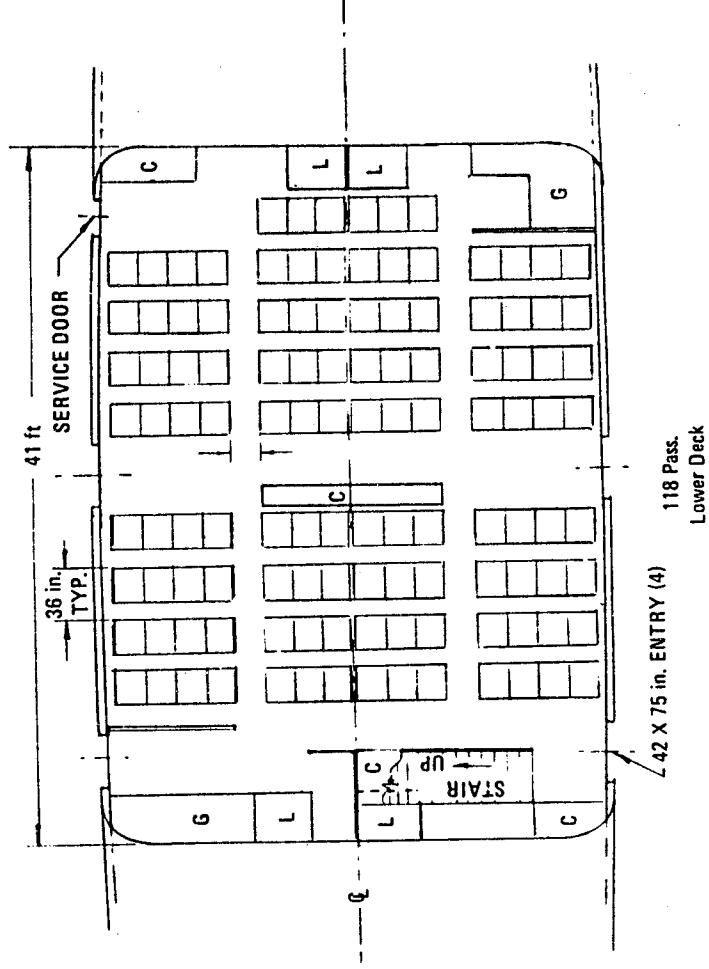 41 ft
SERVICE DOOR
36 in.
TYP.
C
L
L
G
C
G
L
C
UP
STAIR
L
C
℄
42 X 75 in. ENTRY (4)
118 Pass.
Lower Deck